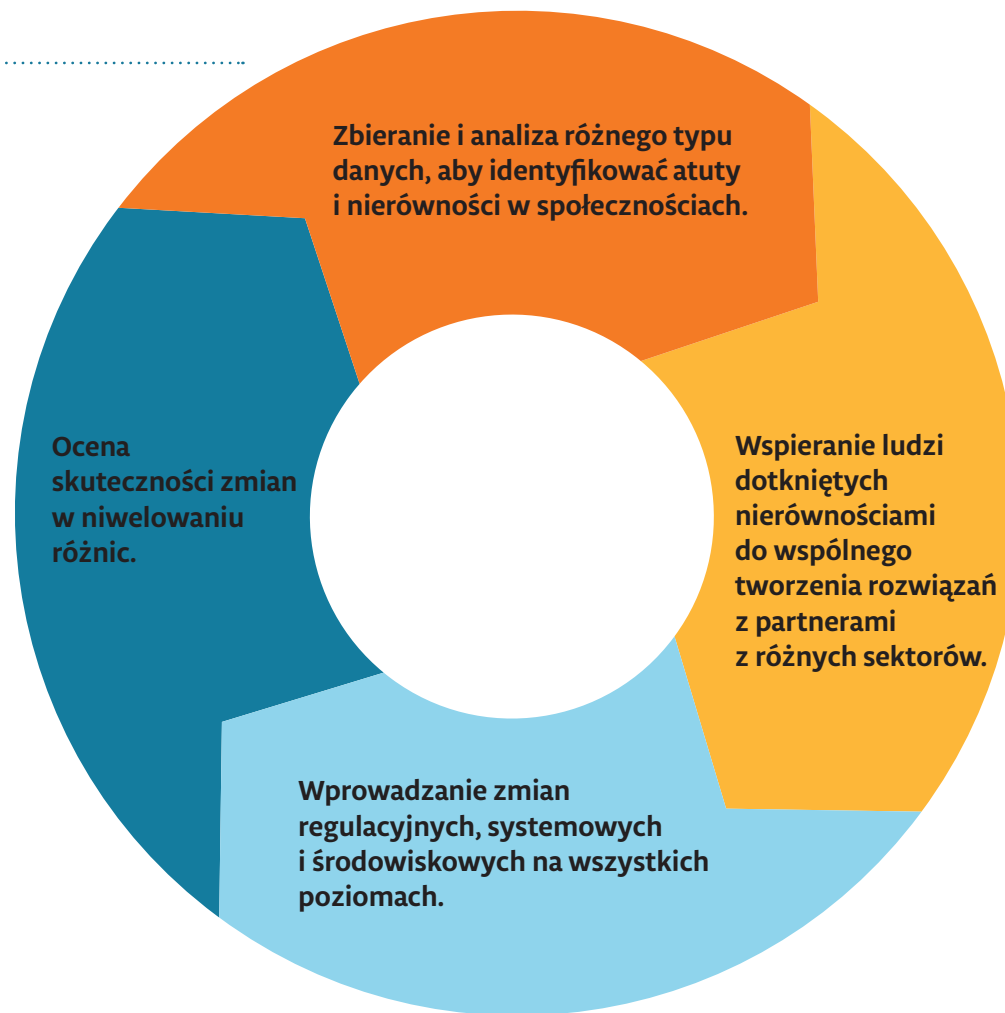 Zbieranie i analiza różnego typu
danych, aby identyfikować atuty
i nierówności w społecznościach.
Wspieranie ludzi
dotkniętych
nierównościami
do wspólnego
tworzenia rozwiązań
z partnerami
z różnych sektorów.
Wprowadzanie zmian
regulacyjnych, systemowych
i środowiskowych na wszystkich
poziomach.
Ocena
skuteczności zmian
w niwelowaniu
różnic.